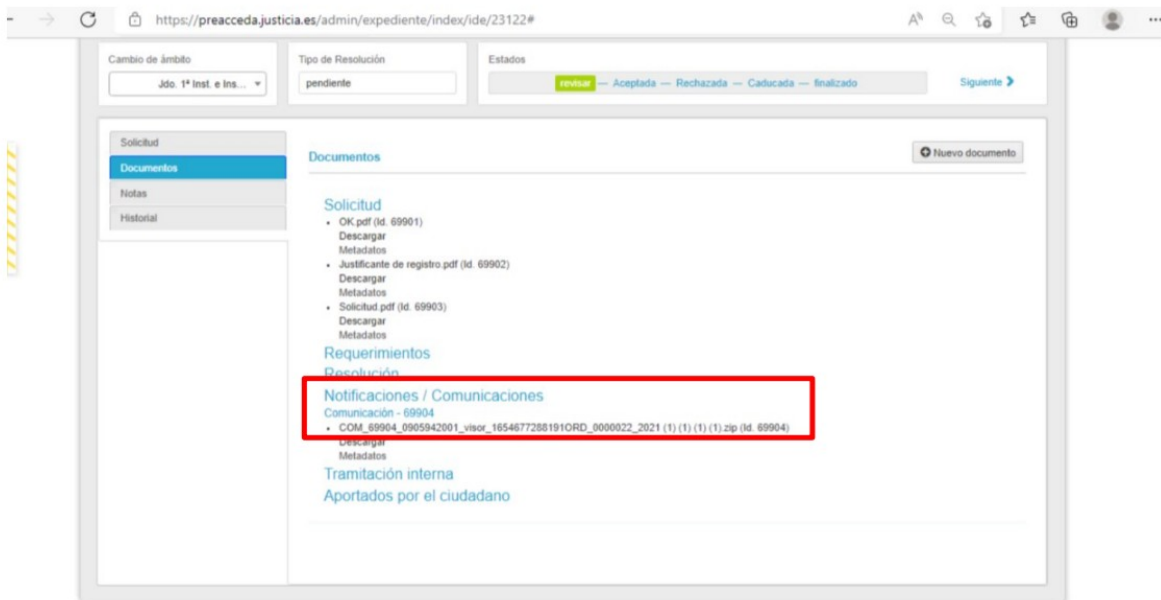 https://preacceda.justicia.es/admin/expediente/index/ide/23122#
Cambio de ámbito
Tipo de Resolución
Estados
Jdo. 1ª Inst. e Ins...
pendiente
revisar — Aceptada — Rechazada — Caducada — finalizado
Siguiente
Solicitud
Documentos
Notas
Historial
Documentos
Nuevo documento
Solicitud
OK.pdf (Id. 69901)
Descargar
Metadatos
Justificante de registro.pdf (Id. 69902)
Descargar
Metadatos
Solicitud.pdf (Id. 69903)
Descargar
Metadatos
Requerimientos
Resolución
Notificaciones / Comunicaciones
Comunicación - 69904
COM_69904_0905942001_visor_1654677288191ORD_0000022_2021 (1) (1) (1) (1).zip (Id. 69904)
Descargar
Metadatos
Tramitación interna
Aportados por el ciudadano